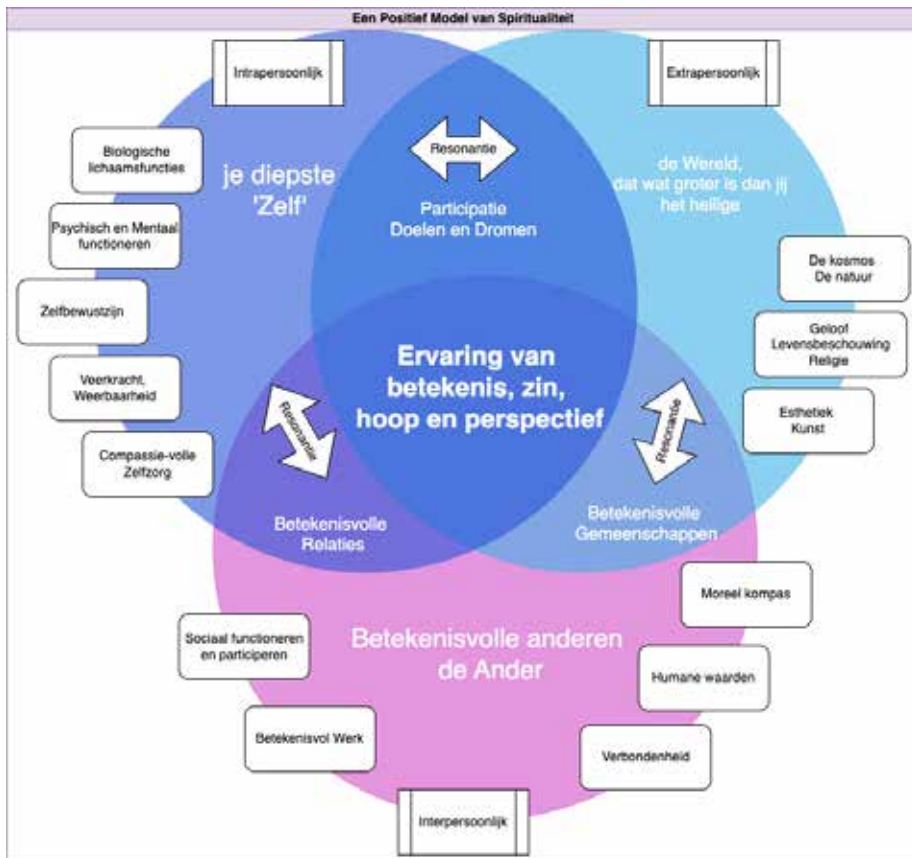 Een Positief Model van Spiritualiteit
Intrapersoonlijk
Extrapersoonlijk
Biologische
lichaamsfuncties
je diepste
'Zelf'
Resonantie
Participatie
Doelen en Dromen
de Wereld,
dat wat groter is dan jij
het heilige
Psychisch en Mentaal
functioneren
Zelfbewustzijn
Veerkracht,
Weerbaarheid
Compassie-volle
Zelfzorg
De kosmos
De natuur
Geloof
Levensbeschouwing
Religie
Esthetiek
Kunst
Ervaring van
betekenis, zin,
hoop en perspectief
Resonantie
Resonantie
Betekenisvolle
Relaties
Betekenisvolle
Gemeenschappen
Moreel kompas
Sociaal functioneren
en participeren
Betekenisvolle anderen
de Ander
Humane waarden
Betekenisvol Werk
Verbondenheid
Interpersoonlijk